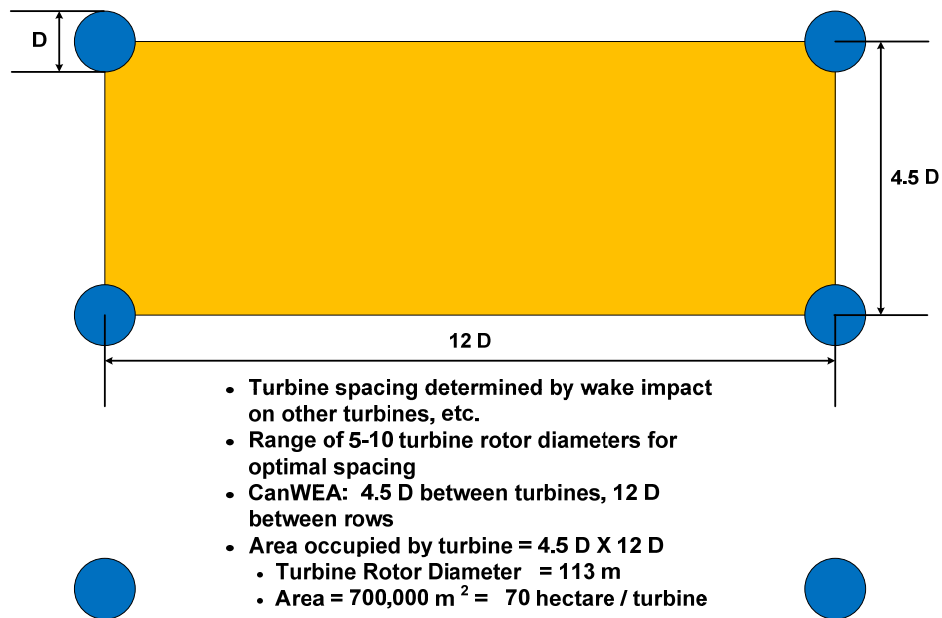 D
4.5 D
12 D
• Turbine spacing determined by wake impact
on other turbines, etc.
• Range of 5-10 turbine rotor diameters for
optimal spacing
• CanWEA: 4.5 D between turbines, 12 D
between rows
• Area occupied by turbine = 4.5 D X 12 D
• Turbine Rotor Diameter = 113 m
• Area = 700,000 m² = 70 hectare / turbine